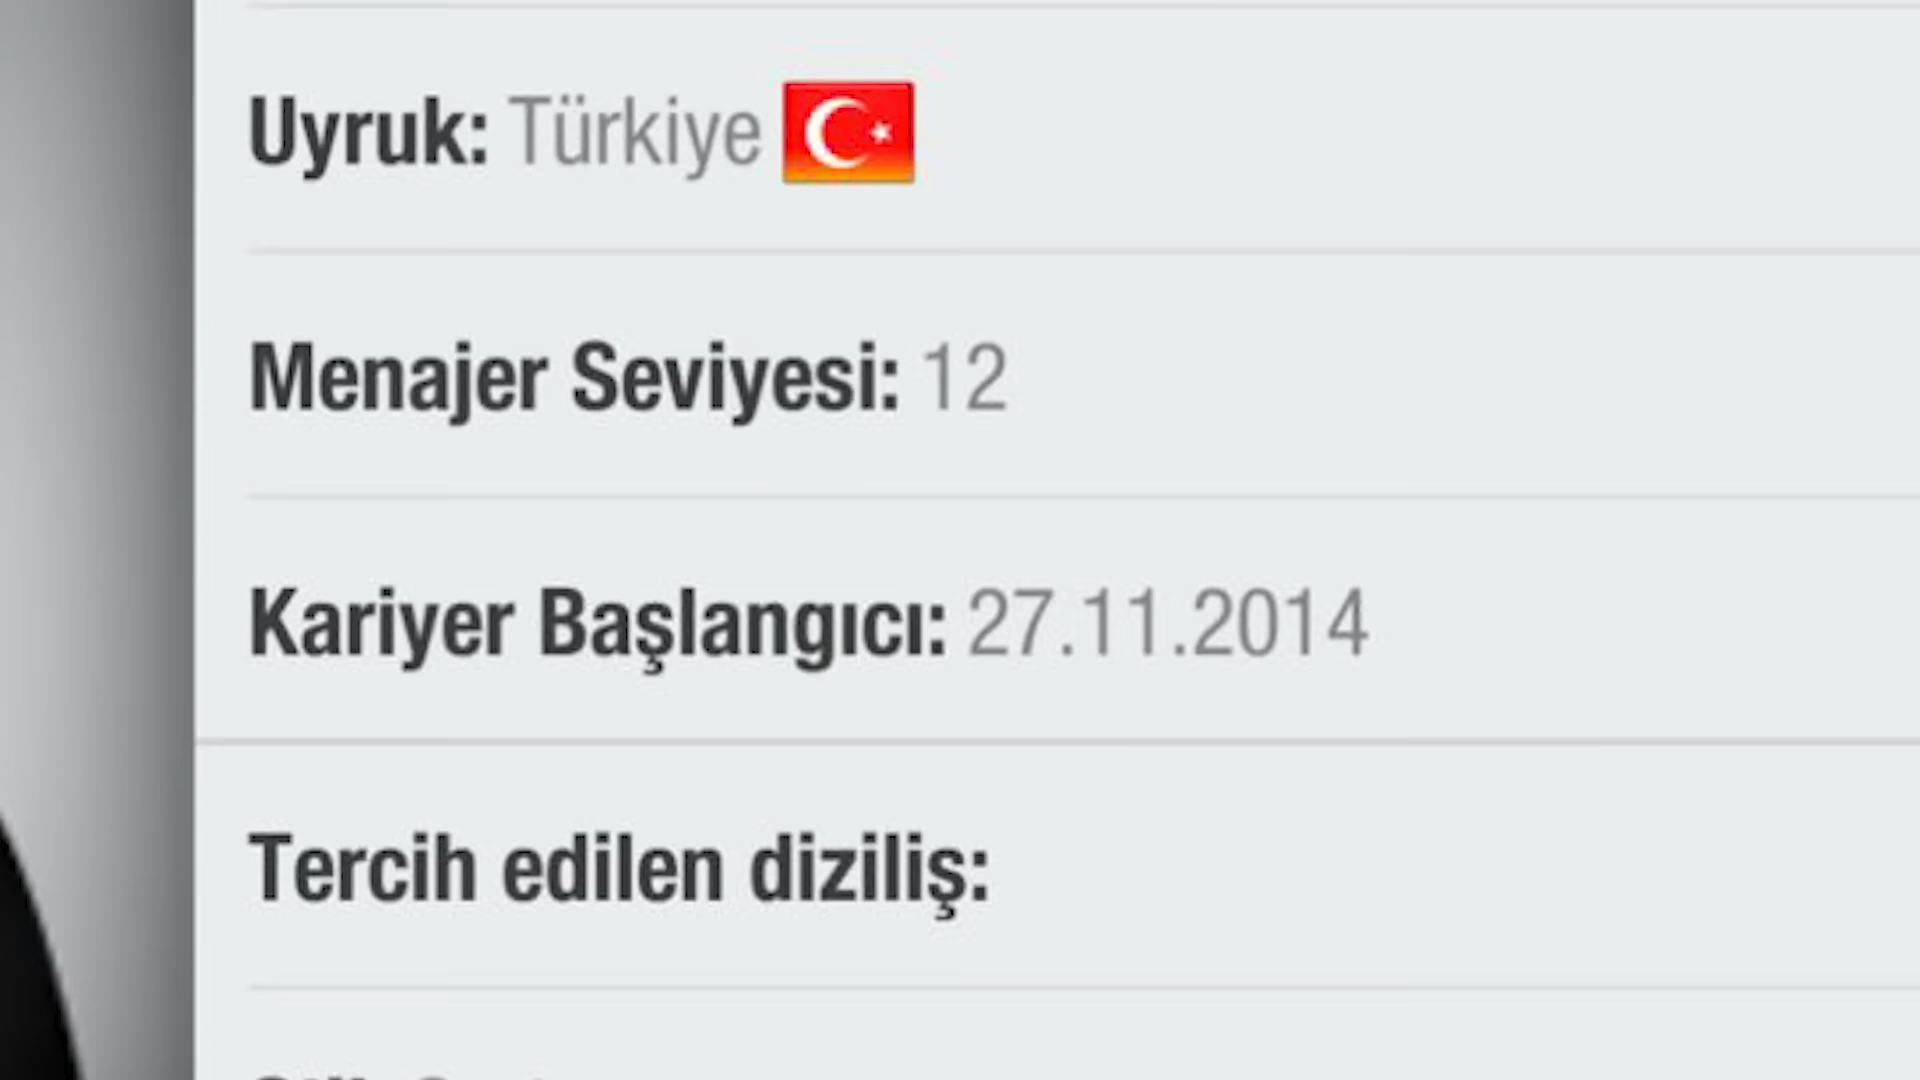 Uyruk: Türkiye
Menajer Seviyesi: 12
Kariyer Başlangıcı: 27.11.2014
Tercih edilen diziliş: